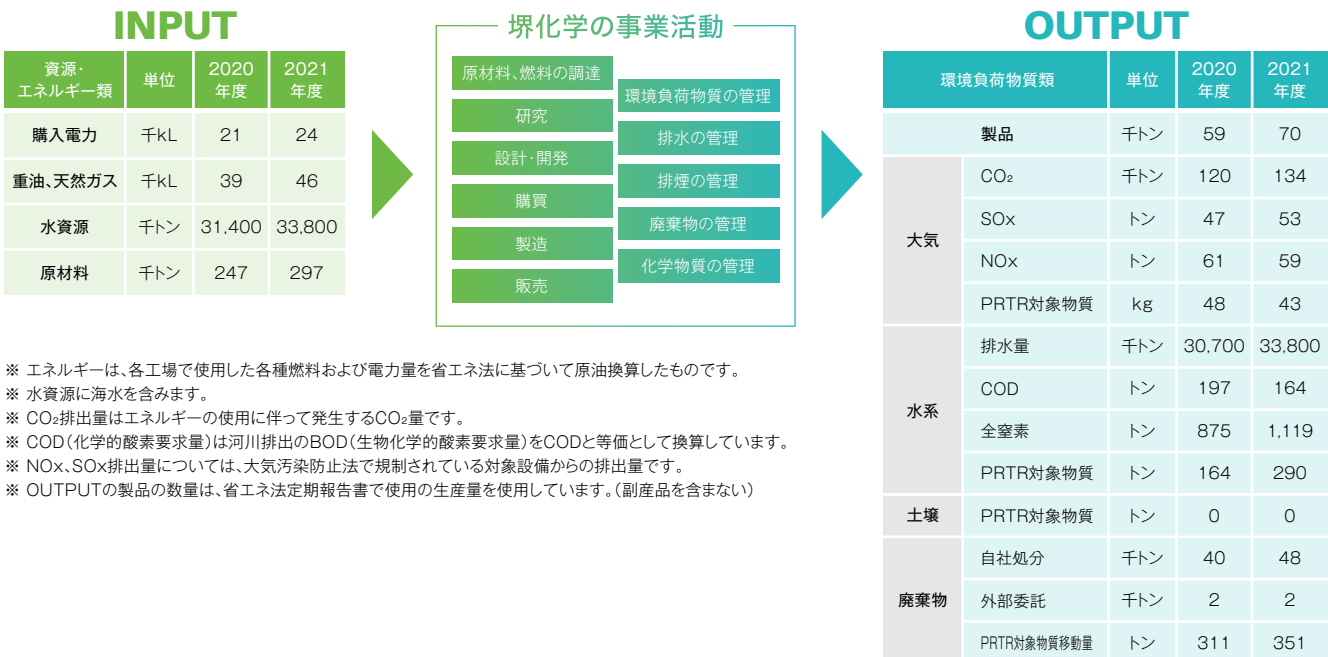 INPUT
資源・
エネルギー類 単位 2020
年度 2021
年度
購入電力 千kL 21 24
重油、天然ガス 千kL 39 46
水資源 千トン 31,400 33,800
原材料 千トン 247 297
堺化学の事業活動
原材料、燃料の調達
研究
設計・開発
購買
製造
販売
環境負荷物質の管理
排水の管理
排煙の管理
廃棄物の管理
化学物質の管理
OUTPUT
環境負荷物質類 単位 2020
年度 2021
年度
製品 千トン 59 70
大気
CO₂ 千トン 120 134
SOx トン 47 53
NOx トン 61 59
PRTR対象物質 kg 48 43
水系
排水量 千トン 30,700 33,800
COD トン 197 164
全窒素 トン 875 1,119
PRTR対象物質 トン 164 290
土壌 PRTR対象物質 トン 0 0
廃棄物
自社処分 千トン 40 48
外部委託 千トン 2 2
PRTR対象物質移動量 トン 311 351
※ エネルギーは、各工場で使用した各種燃料および電力量を省エネ法に基づいて原油換算したものです。
※ 水資源に海水を含みます。
※ CO₂排出量はエネルギーの使用に伴って発生するCO₂量です。
※ COD（化学的酸素要求量）は河川排出のBOD（生物化学的酸素要求量）をCODと等価として換算しています。
※ NOx、SOx排出量については、大気汚染防止法で規制されている対象設備からの排出量です。
※ OUTPUTの製品の数量は、省エネ法定期報告書で使用の生産量を使用しています。（副産品を含まない）